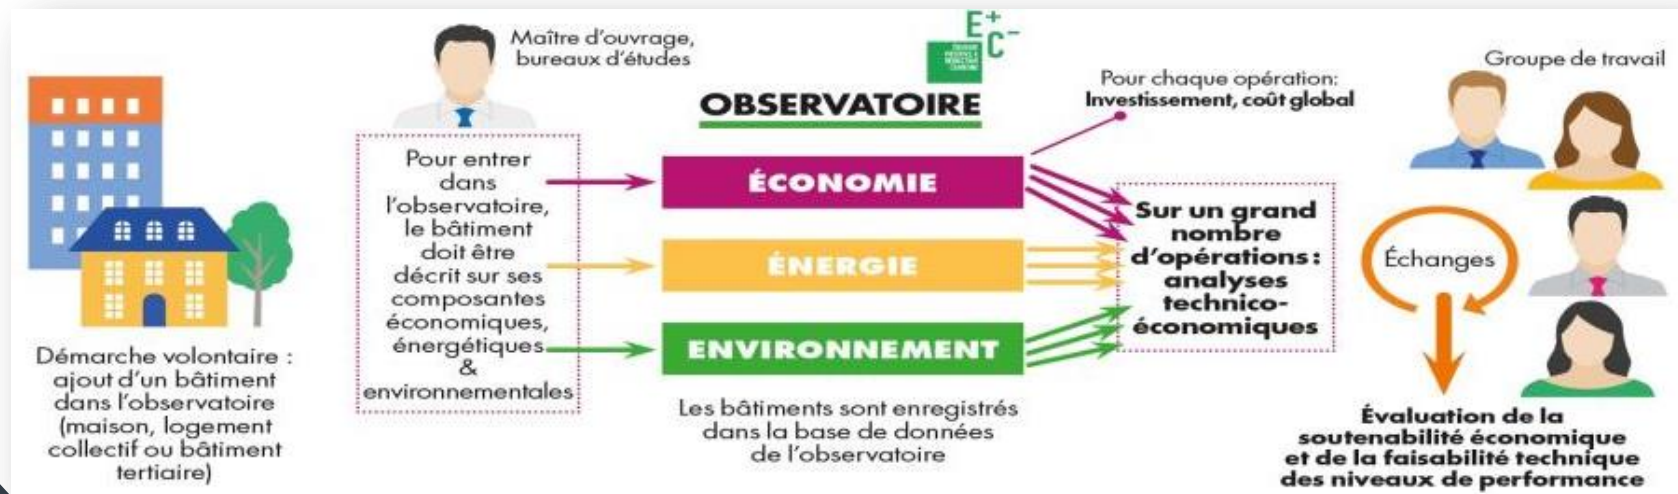 Démarche volontaire :
ajout d'un bâtiment
dans l'observatoire
(maison, logement
collectif ou bâtiment
tertiaire)
Maître d'ouvrage,
bureaux d'études
Pour entrer
dans
l'observatoire,
le bâtiment
doit être
décrit sur ses
composantes
économiques,
énergétiques
&
environnementales
E+
C-
OBSERVATOIRE
ÉCONOMIE
ÉNERGIE
ENVIRONNEMENT
Les bâtiments sont enregistrés
dans la base de données
de l'observatoire
Pour chaque opération:
Investissement, coût global
Sur un grand
nombre
d'opérations :
analyses
technico-
économiques
Groupe de travail
Échanges
Évaluation de la
soutenabilité économique
et de la faisabilité technique
des niveaux de performance